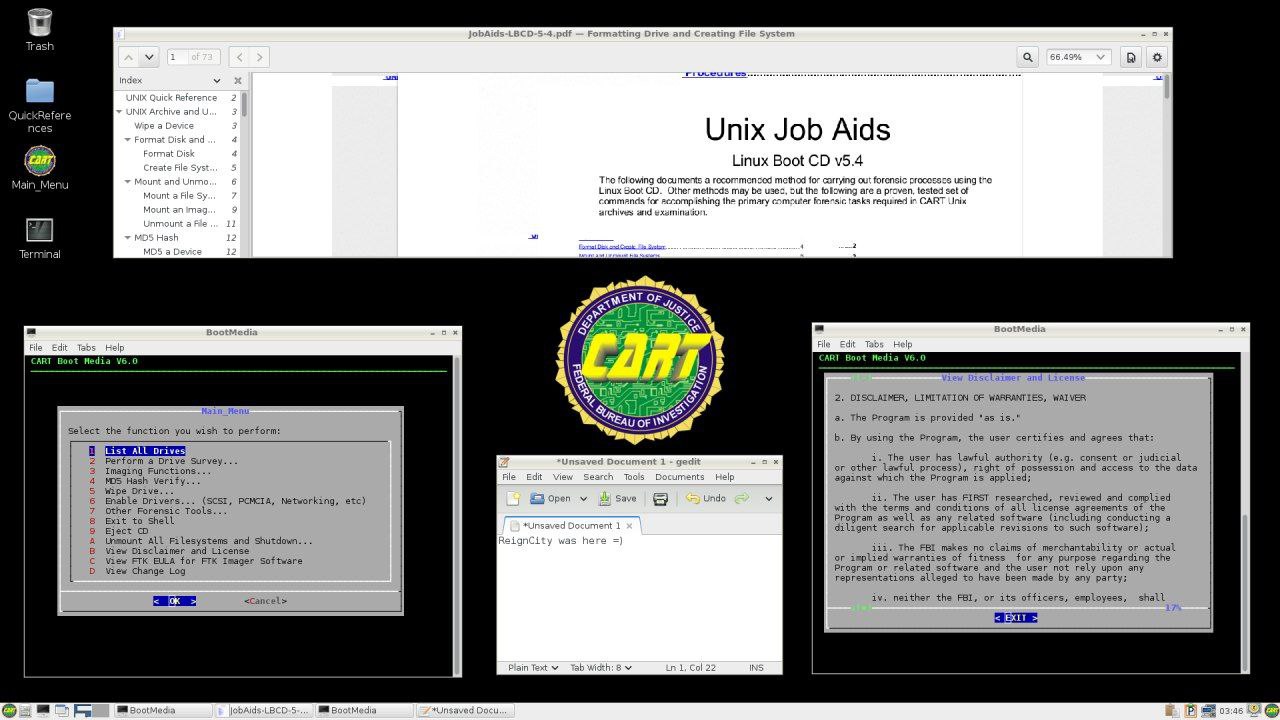 Trash
QuickRefere
nces
Main_Menu
Terminal
JobAids-LBCD-5-4.pdf — Formatting Drive and Creating File System
1 of 73
66.49%
Index
UNIX Quick Reference 2
UNIX Archive and U... 3
Wipe a Device 3
Format Disk and ... 4
Format Disk 4
Create File Syst... 5
Mount and Unmo... 6
Mount a File Sy... 7
Mount an Imag... 9
Unmount a File ... 11
MD5 Hash 12
MD5 a Device 12
Procedures
Unix Job Aids
Linux Boot CD v5.4
The following documents a recommended method for carrying out forensic processes using the
Linux Boot CD. Other methods may be used, but the following are a proven, tested set of
commands for accomplishing the primary computer forensic tasks required in CART Unix
archives and examination.
Format Disk and Create File System 4
Mount and Unmount File Systems
DEPARTMENT OF JUSTICE
CART
FEDERAL BUREAU OF INVESTIGATION
BootMedia
File Edit Tabs Help
CART Boot Media V6.0
Main_Menu
Select the function you wish to perform:
1 List All Drives
2 Perform a Drive Survey...
3 Imaging Functions...
4 MD5 Hash Verify...
5 Wipe Drive...
6 Enable Drivers... (SCSI, PCMCIA, Networking, etc)
7 Other Forensic Tools...
8 Exit to Shell
9 Eject CD
A Unmount All Filesystems and Shutdown...
B View Disclaimer and License
C View FTK EULA for FTK Imager Software
D View Change Log
< OK > <Cancel>
*Unsaved Document 1 - gedit
File Edit View Search Tools Documents Help
Open Save Undo
*Unsaved Document 1
ReignCity was here =)
Plain Text Tab Width: 8 Ln 1, Col 22 INS
BootMedia
File Edit Tabs Help
CART Boot Media V6.0
View Disclaimer and License
2. DISCLAIMER, LIMITATION OF WARRANTIES, WAIVER
a. The Program is provided "as is."
b. By using the Program, the user certifies and agrees that:
i. The user has lawful authority (e.g. consent or judicial
or other lawful process), right of possession and access to the data
against which the Program is applied;
ii. The user has FIRST researched, reviewed and complied
with the terms and conditions of all license agreements of the
Program as well as any related software (including conducting a
diligent search for applicable revisions to such software);
iii. The FBI makes no claims of merchantability or actual
or implied warranties of fitness for any purpose regarding the
Program or related software and the user not rely upon any
representations alleged to have been made by any party;
iv. neither the FBI, or its officers, employees, shall
17%
< EXIT >
BootMedia
JobAids-LBCD-5-...
BootMedia
*Unsaved Docu...
03:46